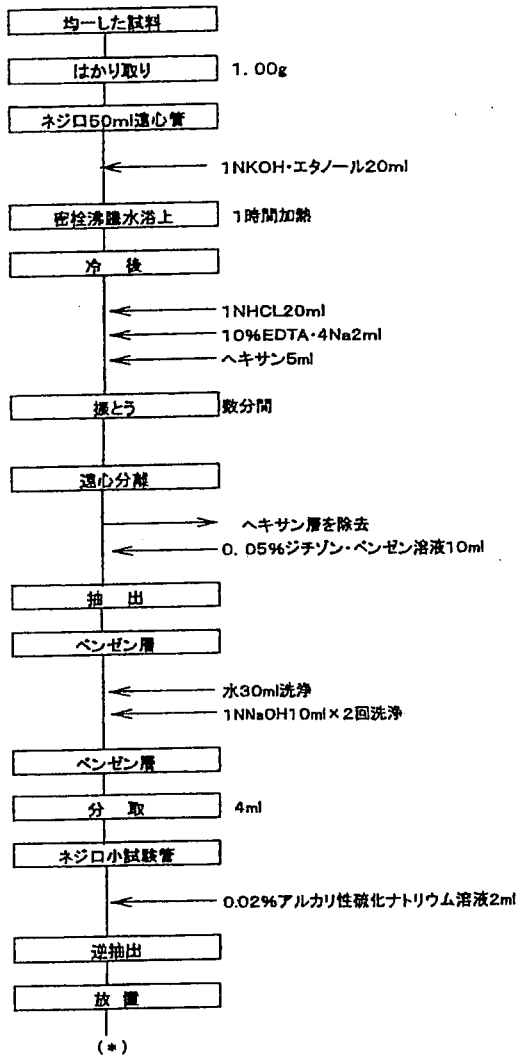 均一した試料
はかり取り 1.00g
ネジロ50ml遠心管
1NKOH・エタノール20ml
密栓沸騰水浴上 1時間加熱
冷 後
1NHCL20ml
10%EDTA・4Na2ml
ヘキサン5ml
振とう 数分間
遠心分離
ヘキサン層を除去
0.05%ジチゾン・ベンゼン溶液10ml
抽 出
ベンゼン層
水30ml洗浄
1NNaOH10ml×2回洗浄
ベンゼン層
分 取 4ml
ネジロ小試験管
0.02%アルカリ性硫化ナトリウム溶液2ml
逆抽出
放 置
(*)